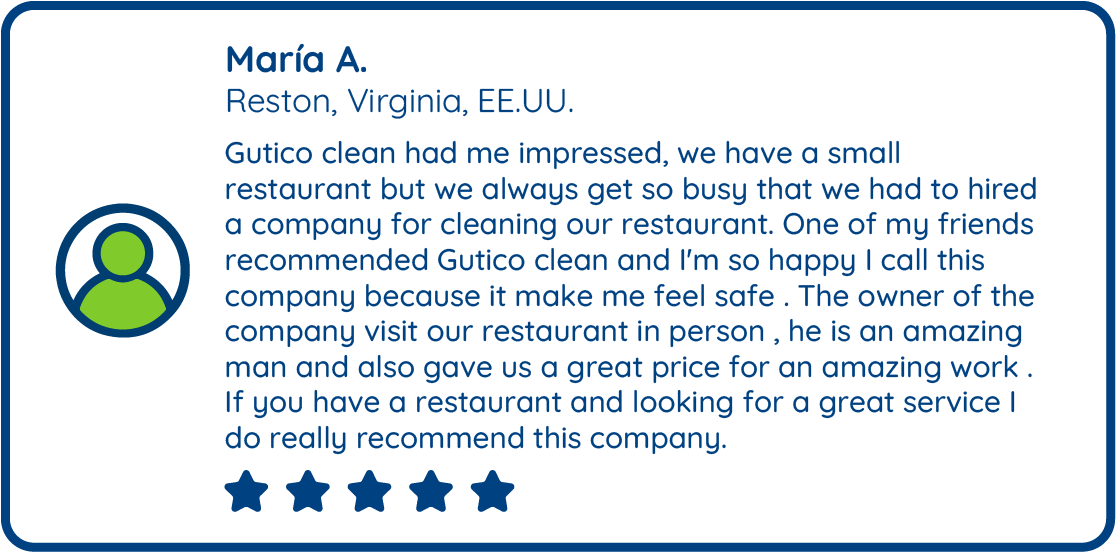 María A.
Reston, Virginia, EE.UU.
Gutico clean had me impressed, we have a small
restaurant but we always get so busy that we had to hired
a company for cleaning our restaurant. One of my friends
recommended Gutico clean and I'm so happy I call this
company because it make me feel safe . The owner of the
company visit our restaurant in person , he is an amazing
man and also gave us a great price for an amazing work .
If you have a restaurant and looking for a great service I
do really recommend this company.